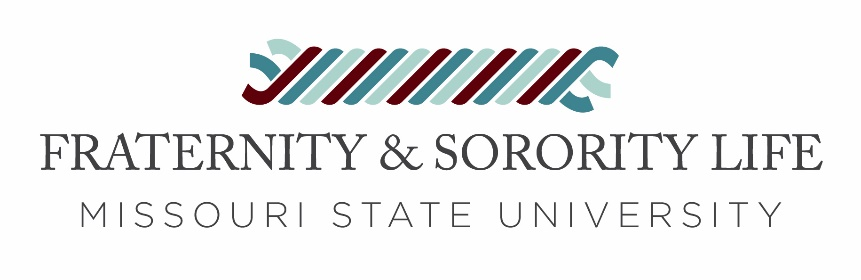 FRATERNITY & SORORITY LIFE
MISSOURI STATE UNIVERSITY